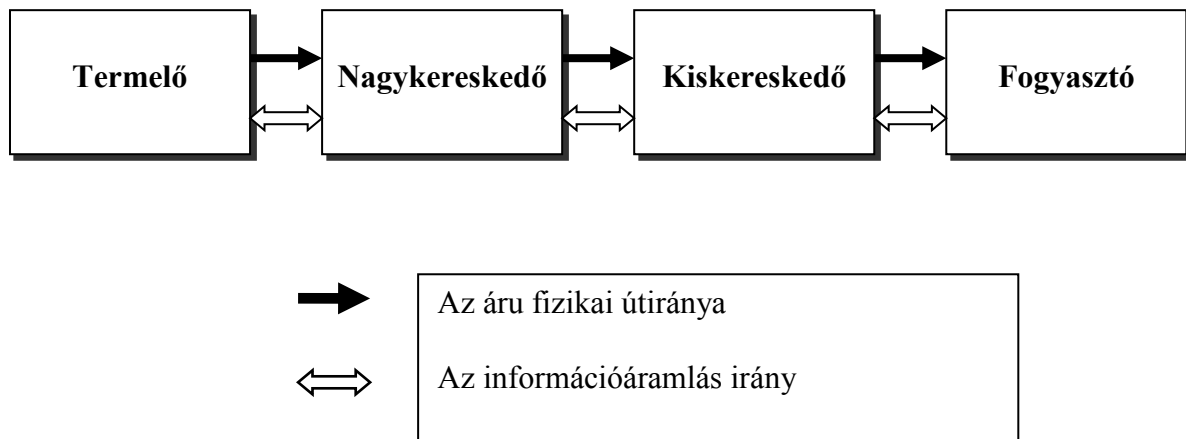 Termelő
Nagykereskedő
Kiskereskedő
Fogyasztó
Az áru fizikai útiránya
Az információáramlás irány